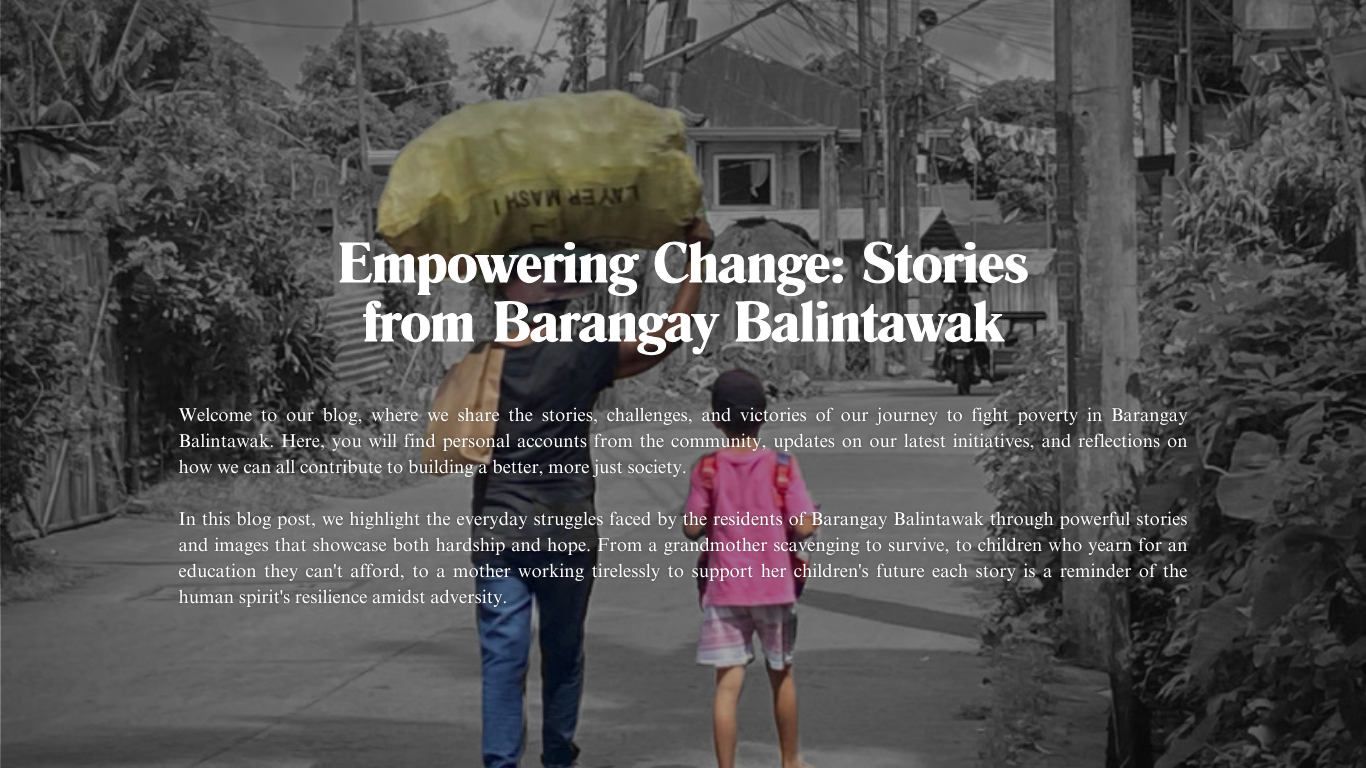 LAYER MASH 1
Empowering Change: Stories
from Barangay Balintawak
Welcome to our blog, where we share the stories, challenges, and victories of our journey to fight poverty in Barangay
Balintawak. Here, you will find personal accounts from the community, updates on our latest initiatives, and reflections on
how we can all contribute to building a better, more just society.
In this blog post, we highlight the everyday struggles faced by the residents of Barangay Balintawak through powerful stories
and images that showcase both hardship and hope. From a grandmother scavenging to survive, to children who yearn for an
education they can't afford, to a mother working tirelessly to support her children's future each story is a reminder of the
human spirit's resilience amidst adversity.